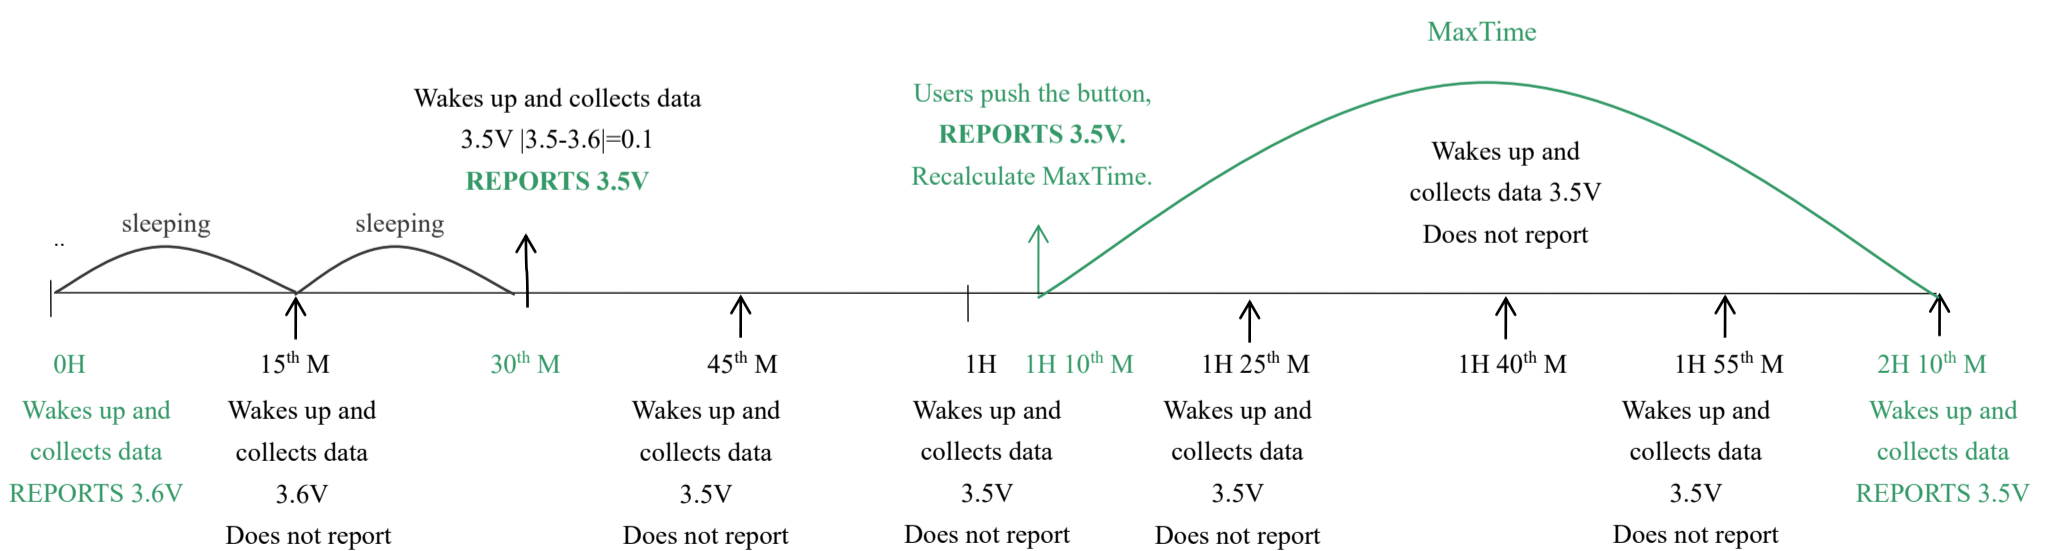 MaxTime
Wakes up and collects data
3.5V |3.5-3.6|=0.1
REPORTS 3.5V
Users push the button,
REPORTS 3.5V.
Recalculate MaxTime.
Wakes up and
collects data 3.5V
Does not report
sleeping
sleeping
..
0H
Wakes up and
collects data
REPORTS 3.6V
15th M
Wakes up and
collects data
3.6V
Does not report
30th M
45th M
Wakes up and
collects data
3.5V
Does not report
1H
Wakes up and
collects data
3.5V
Does not report
1H 10th M
1H 25th M
Wakes up and
collects data
3.5V
Does not report
1H 40th M
1H 55th M
Wakes up and
collects data
3.5V
Does not report
2H 10th M
Wakes up and
collects data
REPORTS 3.5V